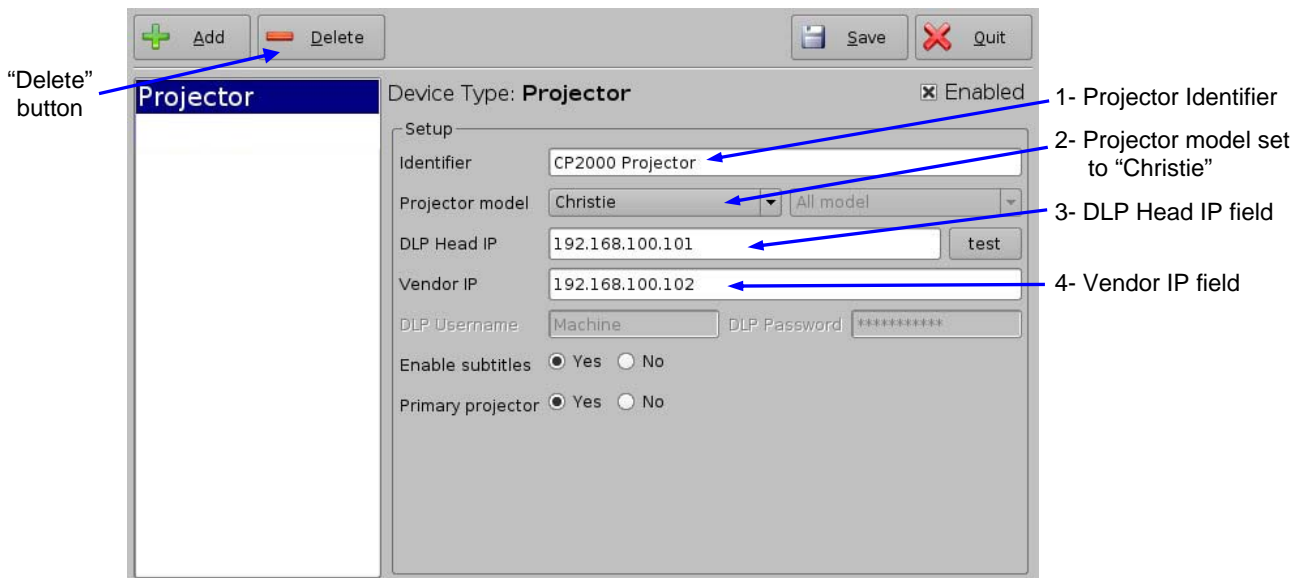 Add Delete Save Quit
“Delete”
button
Projector
Device Type: Projector Enabled
Setup
Identifier CP2000 Projector
Projector model Christie All model
DLP Head IP 192.168.100.101 test
Vendor IP 192.168.100.102
DLP Username Machine DLP Password ***********
Enable subtitles Yes No
Primary projector Yes No
1- Projector Identifier
2- Projector model set
to “Christie”
3- DLP Head IP field
4- Vendor IP field